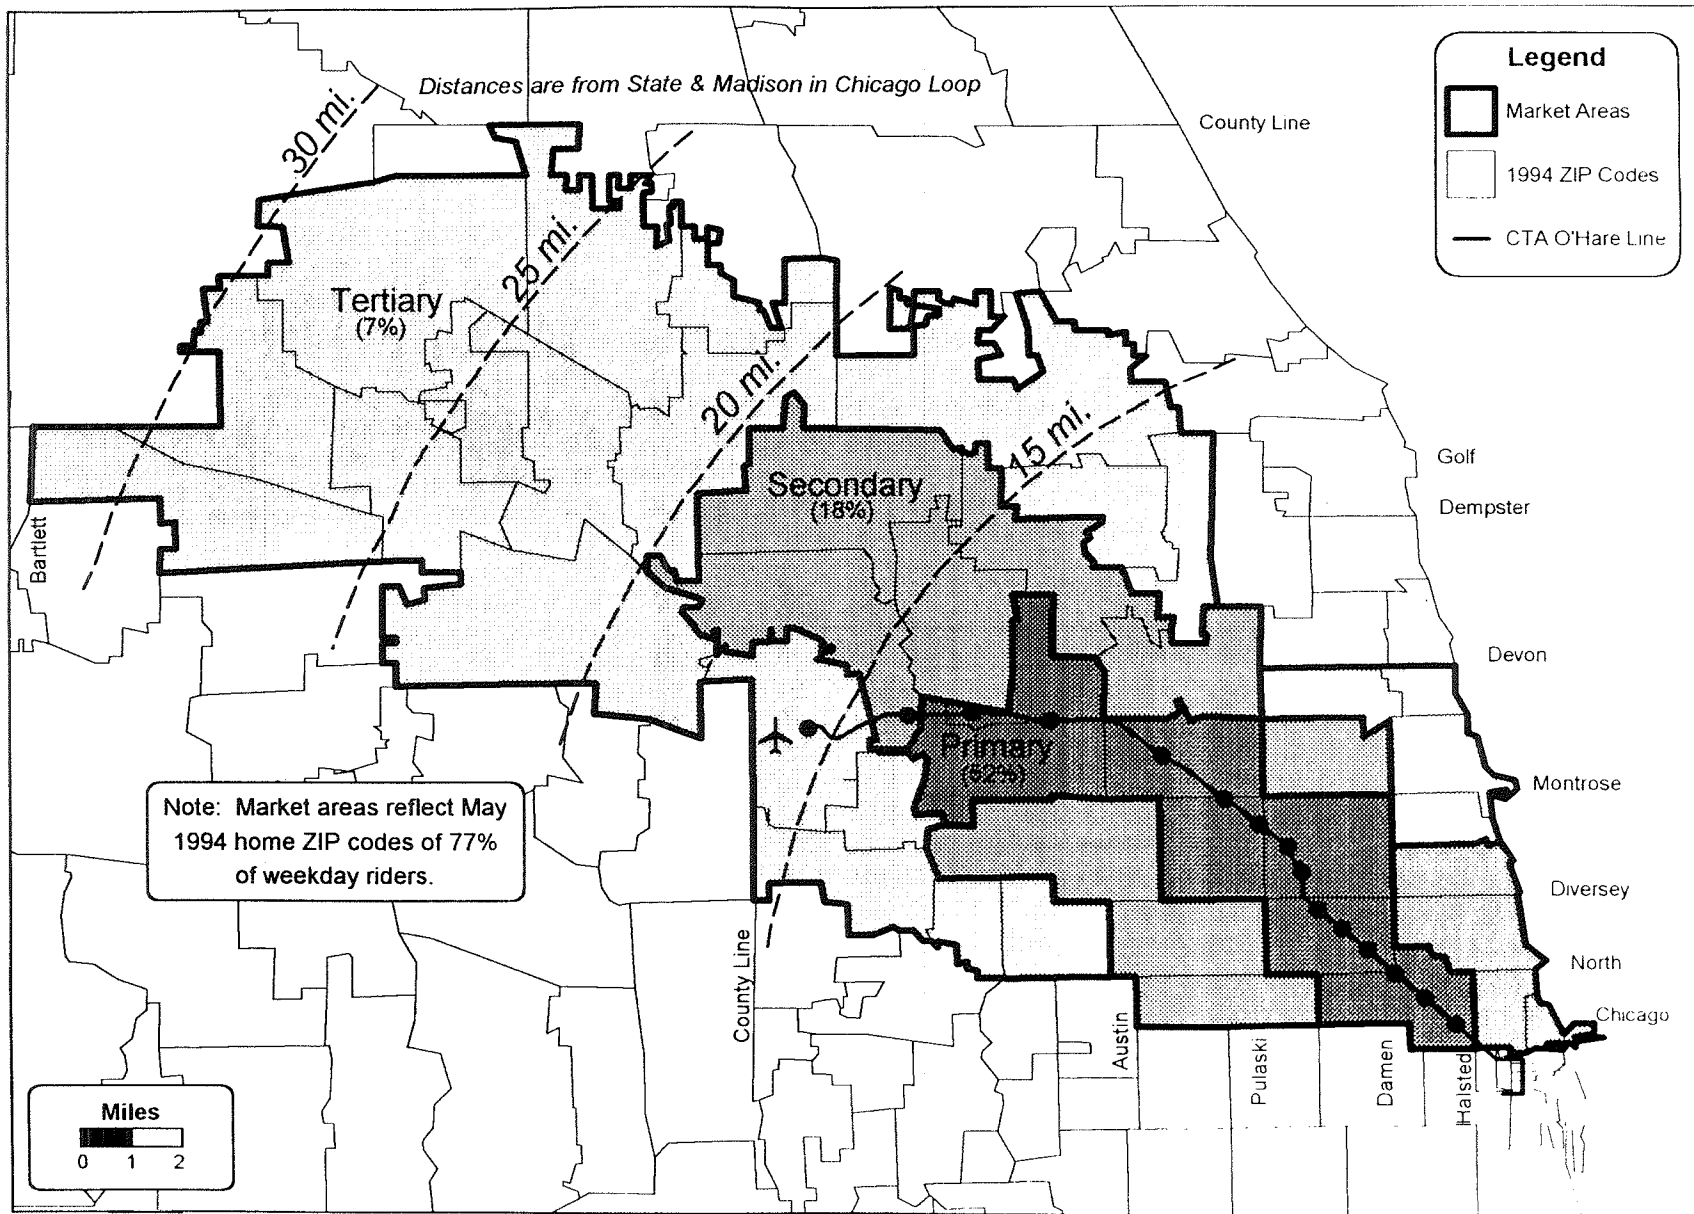 Distances are from State & Madison in Chicago Loop
Legend
Market Areas
1994 ZIP Codes
CTA O'Hare Line
County Line
30 mi.
25 mi.
20 mi.
15 mi.
Tertiary
(7%)
Secondary
(18%)
Primary
(52%)
Golf
Dempster
Devon
Montrose
Diversey
North
Chicago
Bartlett
County Line
Austin
Pulaski
Damen
Halsted
Note: Market areas reflect May
1994 home ZIP codes of 77%
of weekday riders.
Miles
0 1 2